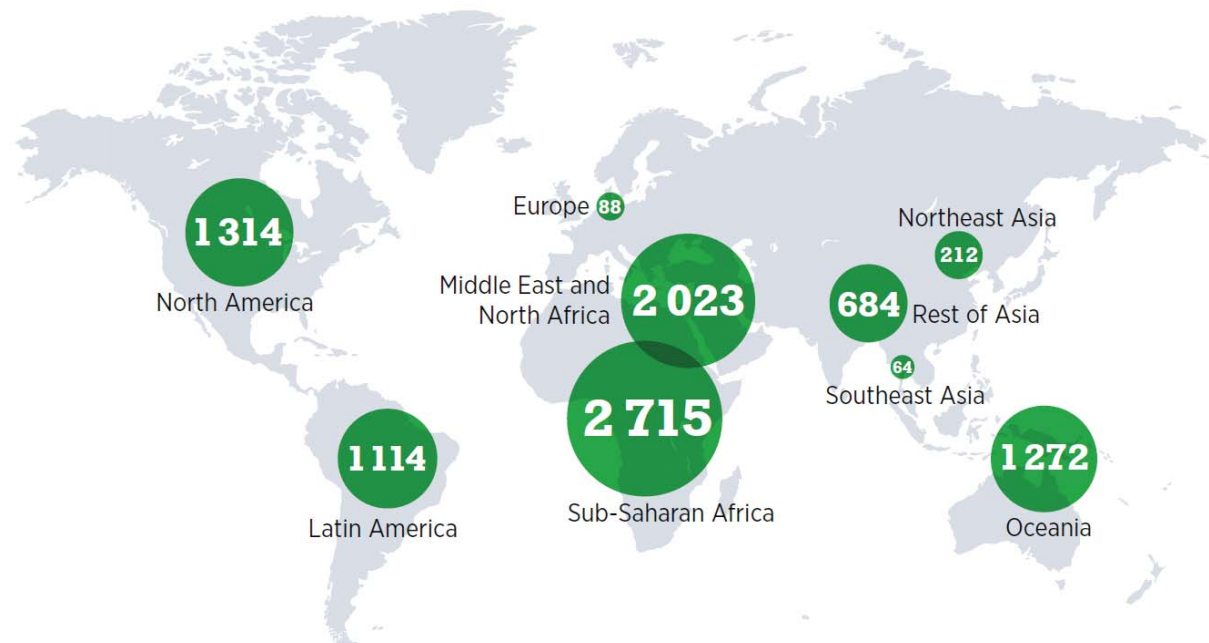 1 314
North America
Europe 88
Northeast Asia
212
Middle East and
North Africa
2 023
684
Rest of Asia
64
Southeast Asia
2 715
Sub-Saharan Africa
1 114
Latin America
1 272
Oceania